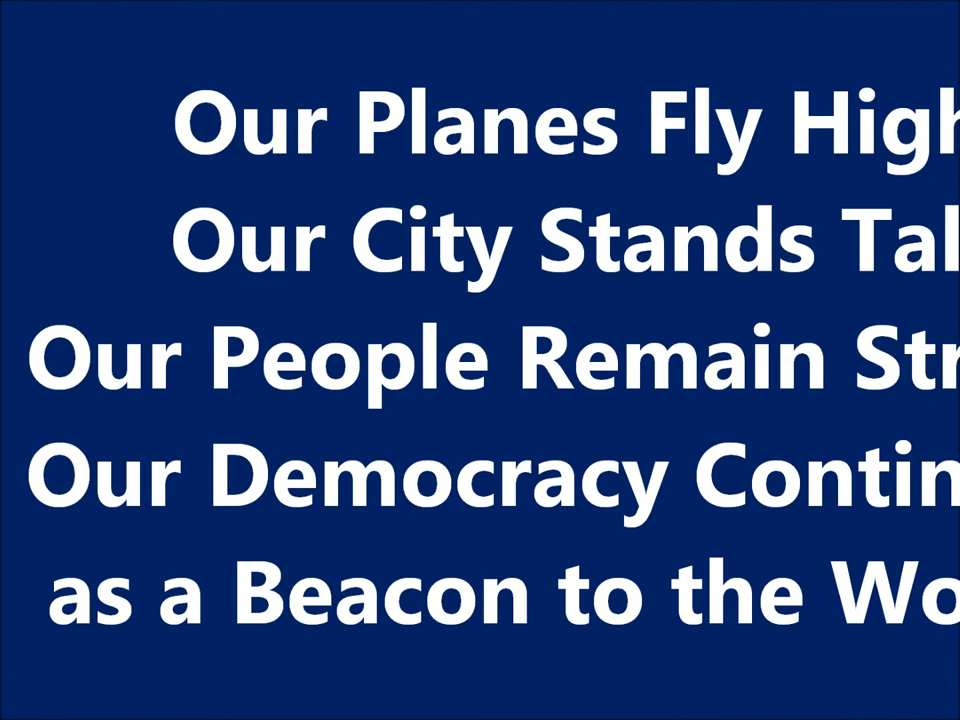 Our Planes Fly High
Our City Stands Tal
Our People Remain Str
Our Democracy Contin
as a Beacon to the Wo